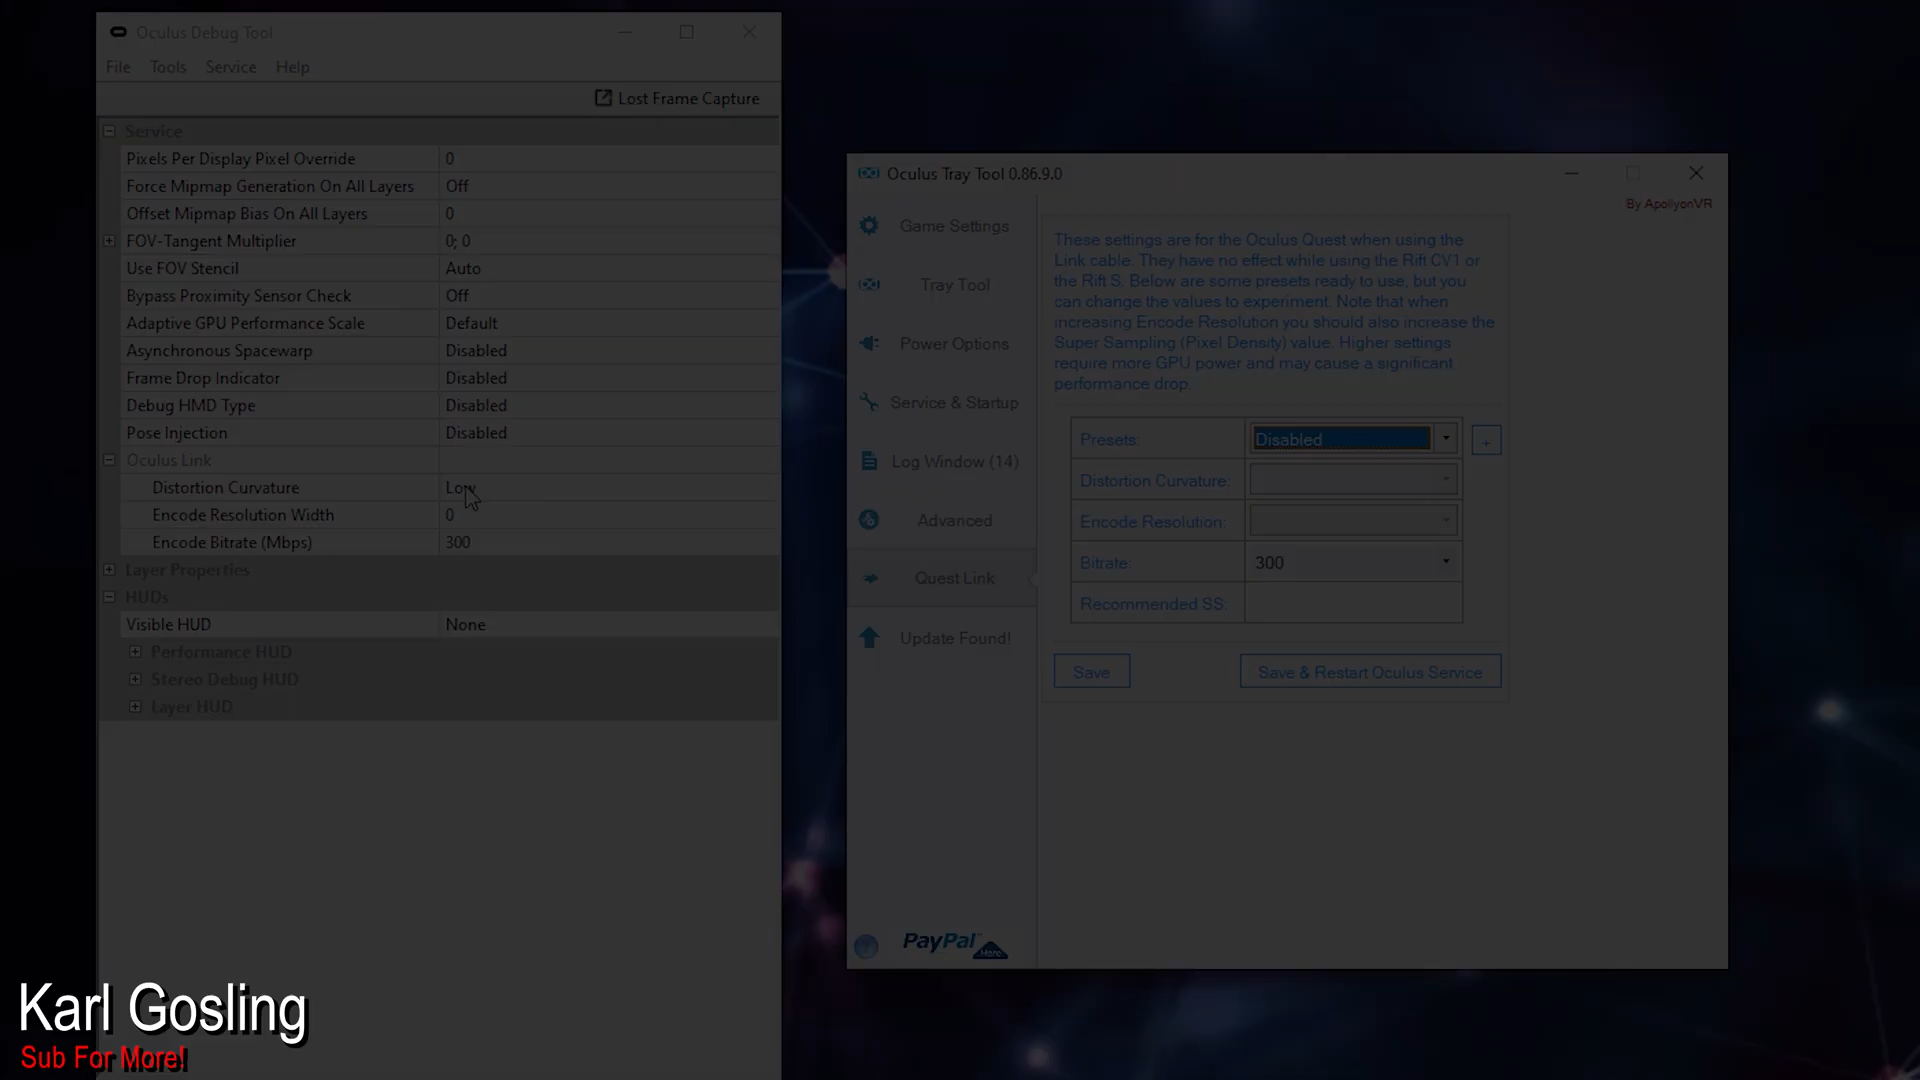 Oculus Debug Tool
File Tools Service Help
Lost Frame Capture
Service
Pixels Per Display Pixel Override 0
Force Mipmap Generation On All Layers Off
Offset Mipmap Bias On All Layers 0
FOV-Tangent Multiplier 0; 0
Use FOV Stencil Auto
Bypass Proximity Sensor Check Off
Adaptive GPU Performance Scale Default
Asynchronous Spacewarp Disabled
Frame Drop Indicator Disabled
Debug HMD Type Disabled
Pose Injection Disabled
Oculus Link
Distortion Curvature Low
Encode Resolution Width 0
Encode Bitrate (Mbps) 300
Layer Properties
HUDs
Visible HUD None
Performance HUD
Stereo Debug HUD
Layer HUD
Oculus Tray Tool 0.86.9.0
By ApollyonVR
Game Settings
Tray Tool
Power Options
Service & Startup
Log Window (14)
Advanced
Quest Link
Update Found!
PayPal
Here
These settings are for the Oculus Quest when using the
Link cable. They have no effect while using the Rift CV1 or
the Rift S. Below are some presets ready to use, but you
can change the values to experiment. Note that when
increasing Encode Resolution you should also increase the
Super Sampling (Pixel Density) value. Higher settings
require more GPU power and may cause a significant
performance drop.
Presets: Disabled +
Distortion Curvature:
Encode Resolution:
Bitrate: 300
Recommended SS:
Save Save & Restart Oculus Service
Karl Gosling
Sub For More!